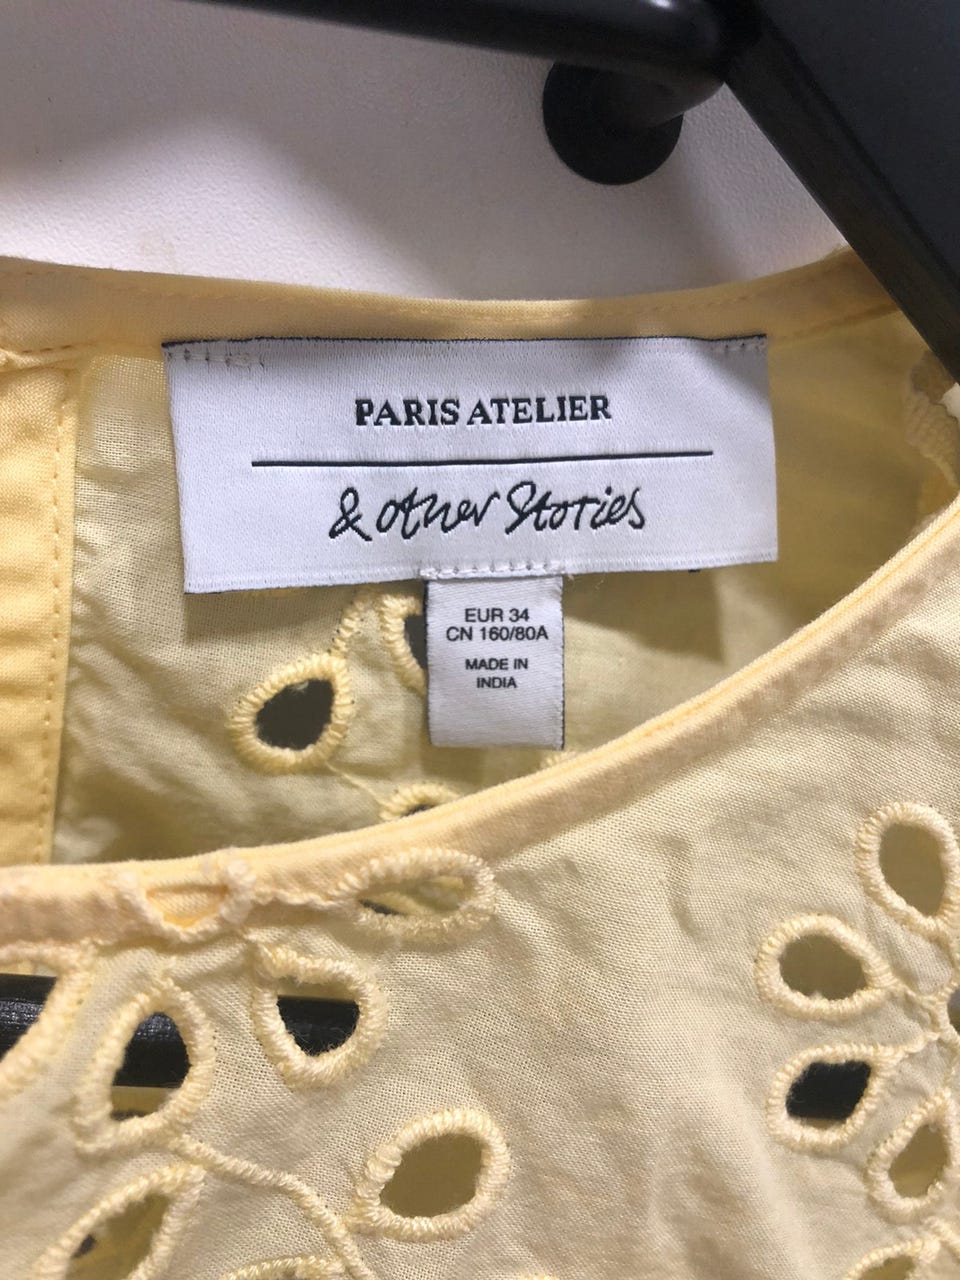 PARIS ATELIER
& other Stories
EUR 34
CN 160/80A
MADE IN
INDIA